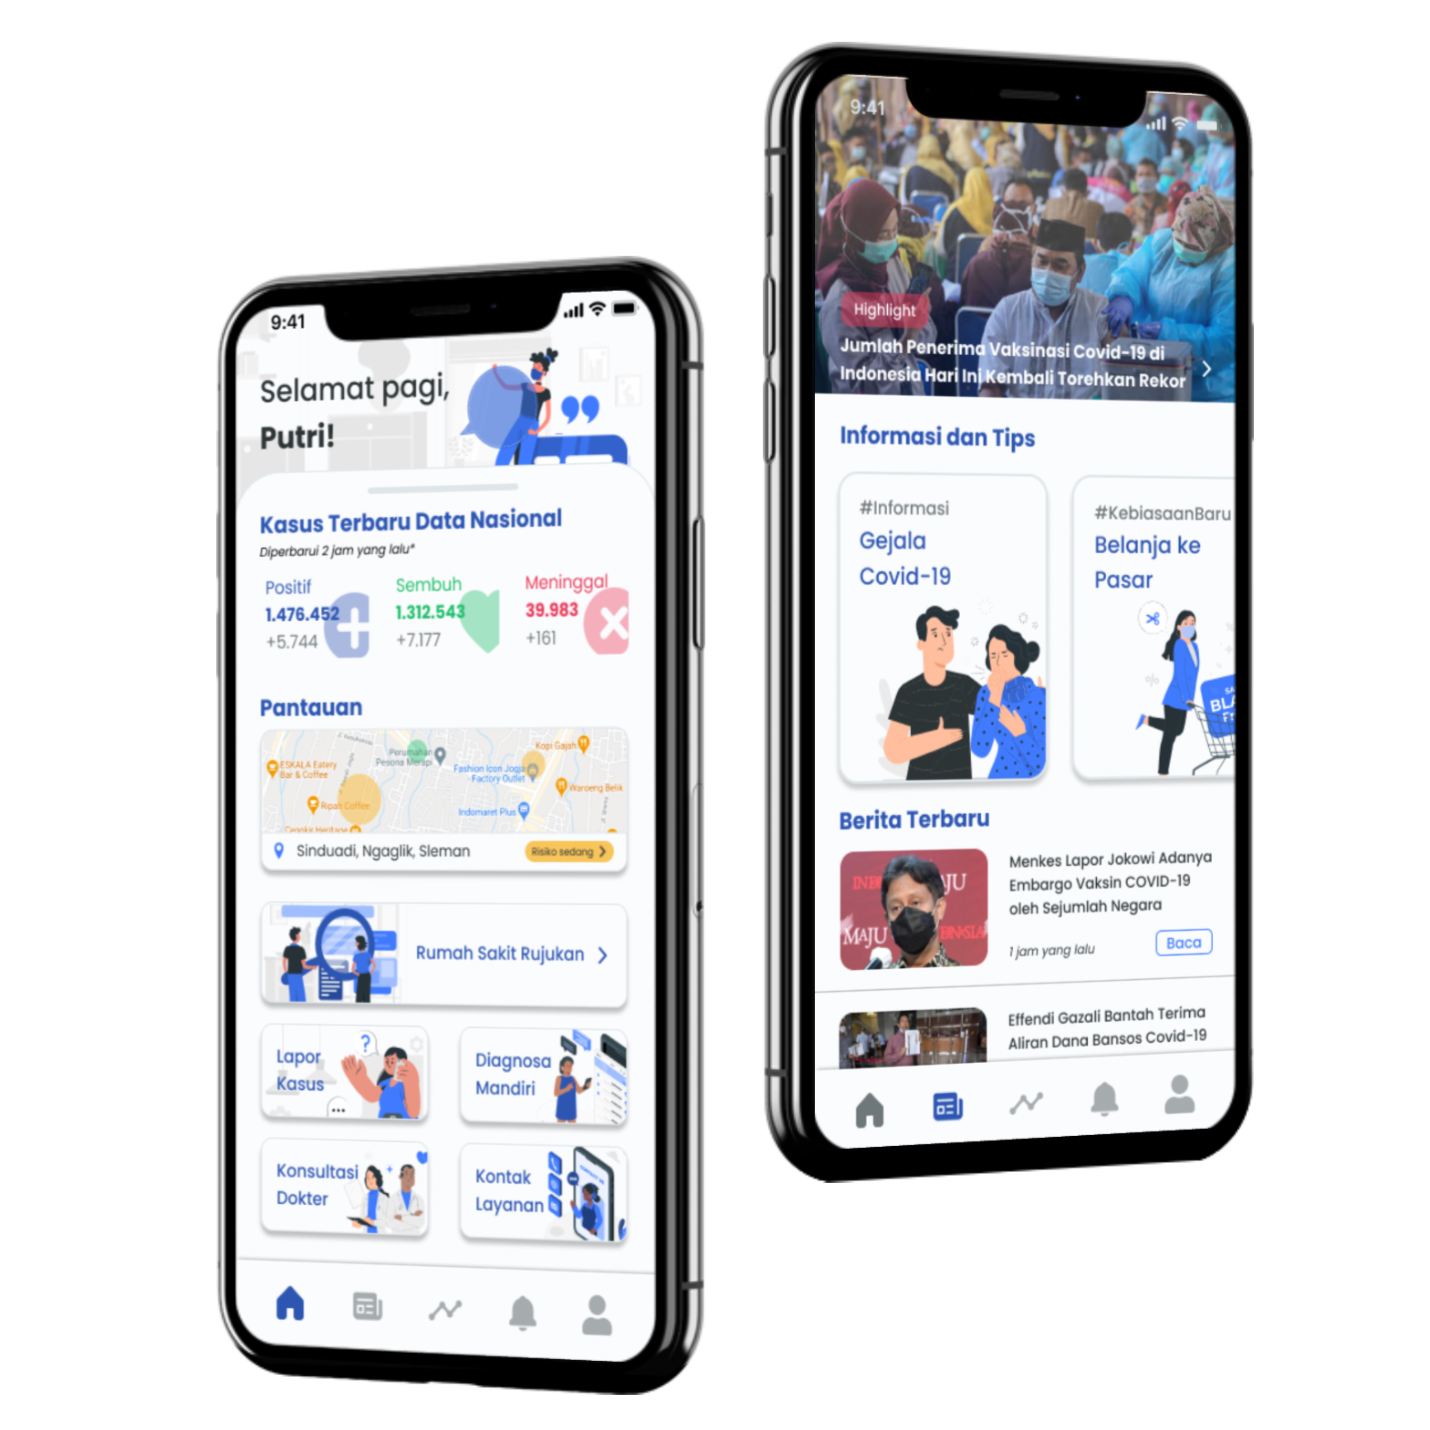 9:41
Selamat pagi,
Putri!
Kasus Terbaru Data Nasional
Diperbarui 2 jam yang lalu*
Positif
1.476.452
+5.744
Sembuh
1.312.543
+7.177
Meninggal
39.983
+161
Pantauan
Perumahan
Pesona Merapi
Kopi Gajah
ESKALA Eatery
Bar & Coffee
Fashion Icon Jogja
Factory Outlet
Waroeng Belik
Ripah Coffee
Indomaret Plus
Cengkir Heritage
Sinduadi, Ngaglik, Sleman
Risiko sedang
Rumah Sakit Rujukan
Lapor
Kasus
?
Diagnosa
Mandiri
Konsultasi
Dokter
Kontak
Layanan
9:41
Highlight
Jumlah Penerima Vaksinasi Covid-19 di
Indonesia Hari Ini Kembali Torehkan Rekor
Informasi dan Tips
#Informasi
Gejala
Covid-19
#KebiasaanBaru
Belanja ke
Pasar
SA
BLA
Fr
Berita Terbaru
MAJU
Menkes Lapor Jokowi Adanya
Embargo Vaksin COVID-19
oleh Sejumlah Negara
1 jam yang lalu
Baca
Effendi Gazali Bantah Terima
Aliran Dana Bansos Covid-19